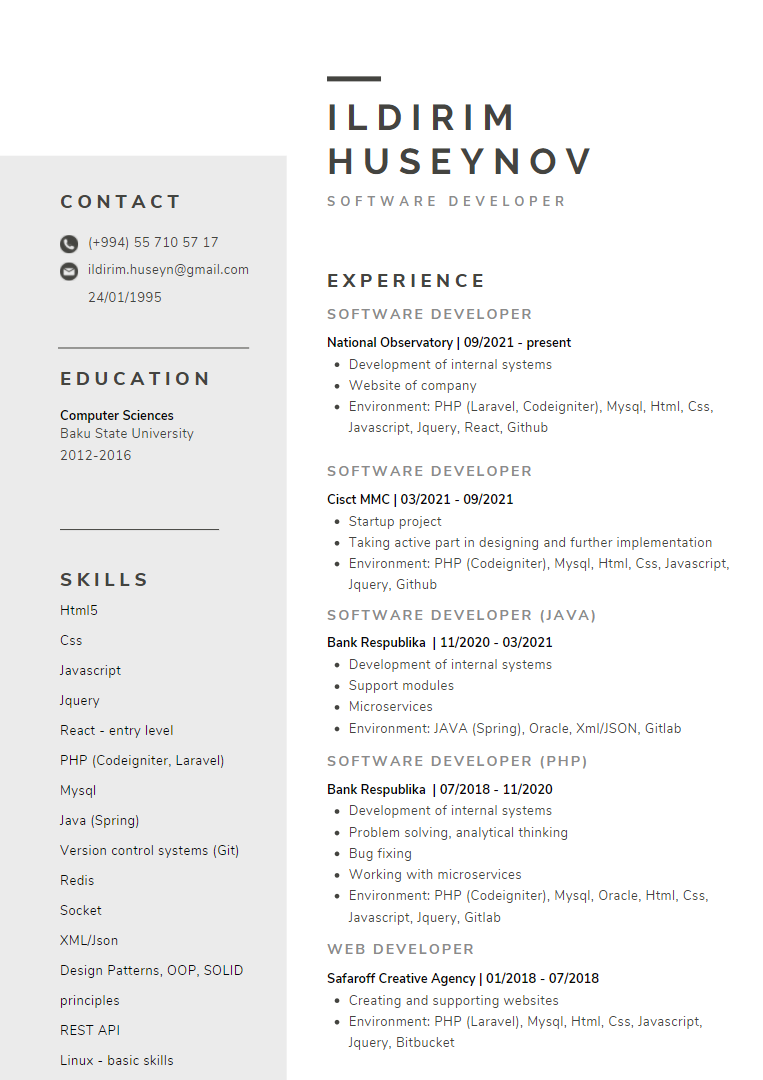 ILDIRIM
HUSEYNOV
SOFTWARE DEVELOPER
CONTACT
(+994) 55 710 57 17
ildirim.huseyn@gmail.com
24/01/1995
EDUCATION
Computer Sciences
Baku State University
2012-2016
SKILLS
Html5
Css
Javascript
Jquery
React - entry level
PHP (Codeigniter, Laravel)
Mysql
Java (Spring)
Version control systems (Git)
Redis
Socket
XML/Json
Design Patterns, OOP, SOLID
principles
REST API
Linux - basic skills
EXPERIENCE
SOFTWARE DEVELOPER
National Observatory | 09/2021 - present
• Development of internal systems
• Website of company
• Environment: PHP (Laravel, Codeigniter), Mysql, Html, Css,
Javascript, Jquery, React, Github
SOFTWARE DEVELOPER
Cisct MMC | 03/2021 - 09/2021
• Startup project
• Taking active part in designing and further implementation
• Environment: PHP (Codeigniter), Mysql, Html, Css, Javascript,
Jquery, Github
SOFTWARE DEVELOPER (JAVA)
Bank Respublika | 11/2020 - 03/2021
• Development of internal systems
• Support modules
• Microservices
• Environment: JAVA (Spring), Oracle, Xml/JSON, Gitlab
SOFTWARE DEVELOPER (PHP)
Bank Respublika | 07/2018 - 11/2020
• Development of internal systems
• Problem solving, analytical thinking
• Bug fixing
• Working with microservices
• Environment: PHP (Codeigniter), Mysql, Oracle, Html, Css,
Javascript, Jquery, Gitlab
WEB DEVELOPER
Safaroff Creative Agency | 01/2018 - 07/2018
• Creating and supporting websites
• Environment: PHP (Laravel), Mysql, Html, Css, Javascript,
Jquery, Bitbucket